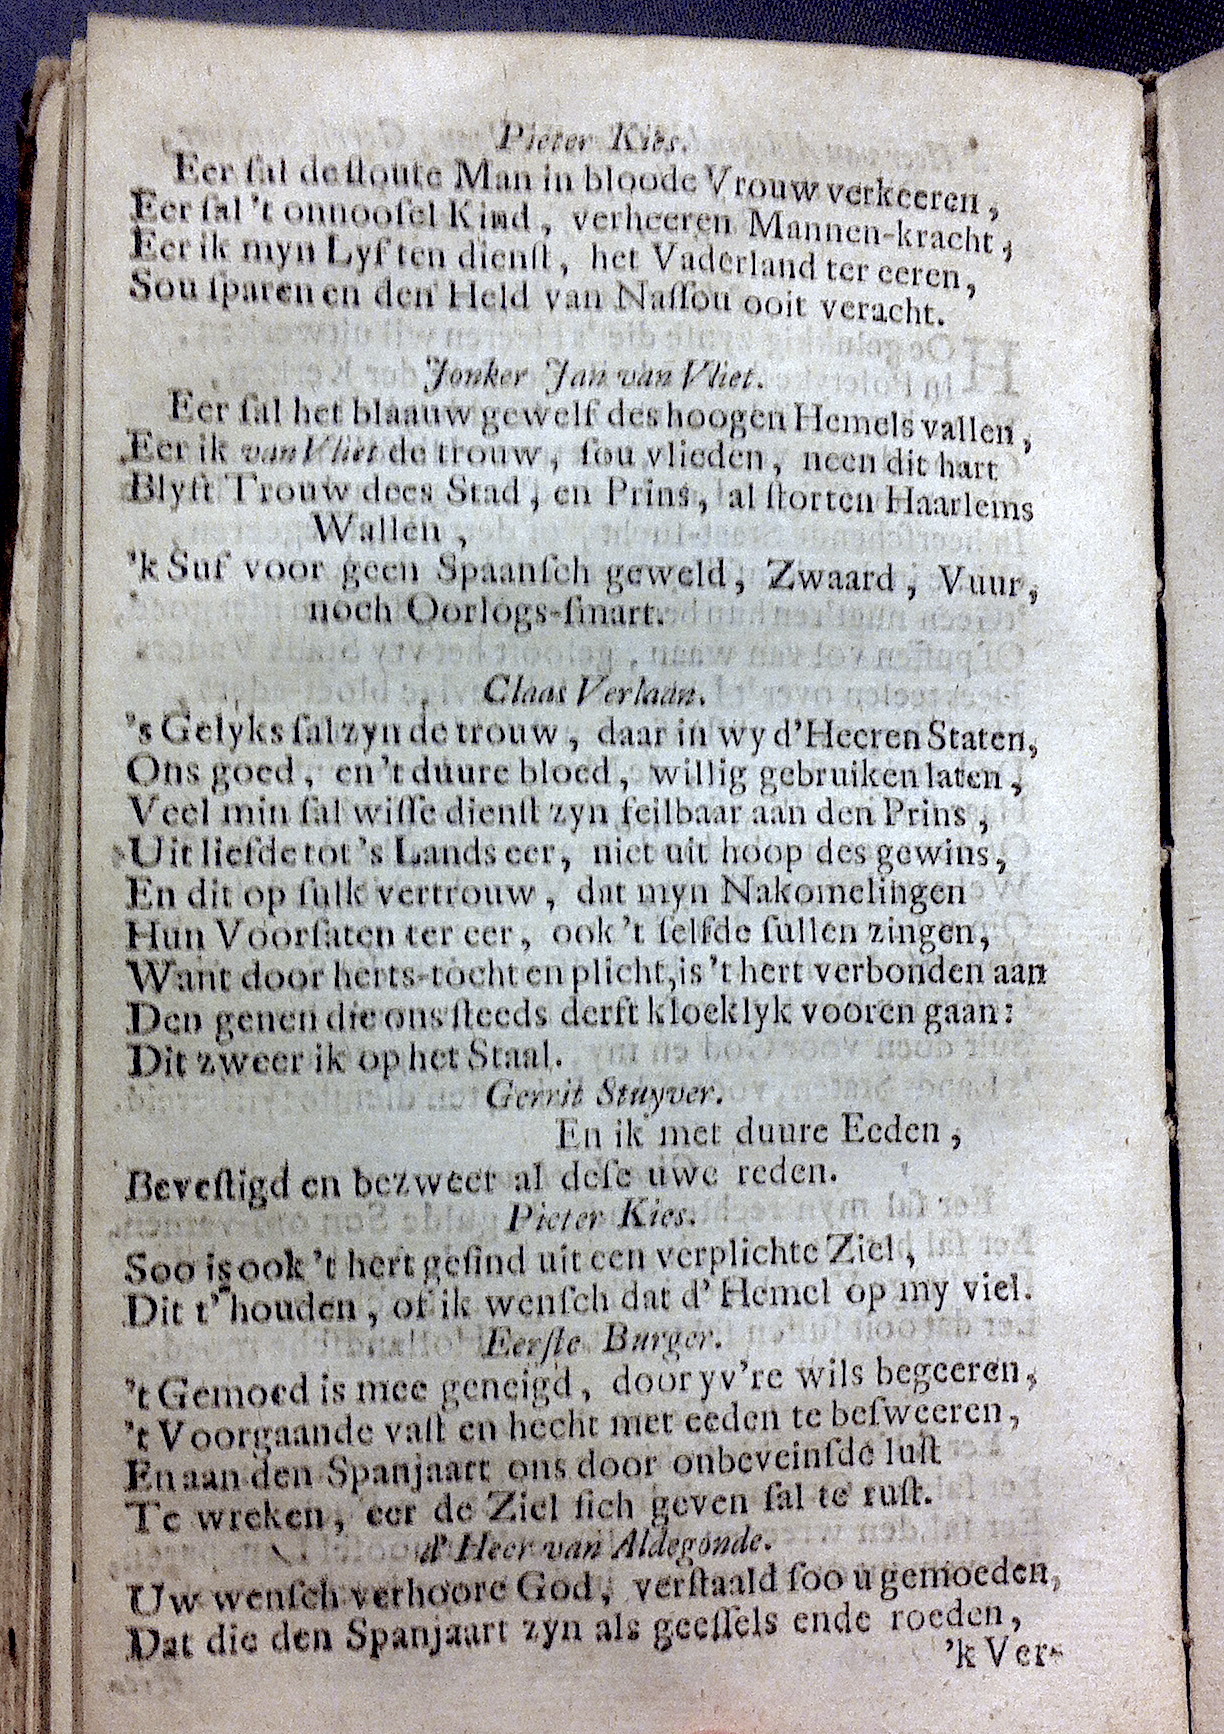 Pieter Kies.
Eer ſal de ſtoute Man in bloode Vrouw verkeeren,
Eer ſal 't onnooſel Kind, verheeren Mannen-kracht,
Eer ik myn Lyf ten dienſt, het Vaderland ter eeren,
Sou ſparen en den Held van Naſſou ooit veracht.
Jonker Jan van Vliet.
Eer ſal het blaauw gewelf des hoogen Hemels vallen,
Eer ik van Vliet de trouw, ſou vlieden, neen dit hart
Blyft Trouw dees Stad, en Prins, al ſtorten Haarlems
Wallen,
'k Suf voor geen Spaanſch geweld, Zwaard, Vuur,
noch Oorlogs-ſmart.
Claas Verlaan.
's Gelyks ſal zyn de trouw, daar in wy d'Heeren Staten,
Ons goed, en 't duure bloed, willig gebruiken laten,
Veel min ſal wiſſe dienſt zyn feilbaar aan den Prins,
Uit liefde tot 's Lands eer, niet uit hoop des gewins,
En dit op ſulk vertrouw, dat myn Nakomelingen
Hun Voorſaten ter eer, ook 't ſelfde ſullen zingen,
Want door herts-tocht en plicht, is 't hert verbonden aan
Den genen die ons ſteeds derft kloeklyk vooren gaan:
Dit zweer ik op het Staal.
Gerrit Stuyver.
En ik met duure Eeden,
Beveſtigd en bezweer al deſe uwe reden.
Pieter Kies.
Soo is ook 't hert geſind uit een verplichte Ziel,
Dit t' houden, of ik wenſch dat d' Hemel op my viel.
Eerſte Burger.
't Gemoed is mee geneigd, door yv're wils begeeren,
't Voorgaande vaſt en hecht met eeden te beſweeren,
En aan den Spanjaart ons door onbeveinſde luſt
Te wreken, eer de Ziel ſich geven ſal te ruſt.
d' Heer van Aldegonde.
Uw wenſch verhoore God, verſtaald ſoo u gemoeden,
Dat die den Spanjaart zyn als geeſſels ende roeden,
'k Ver-